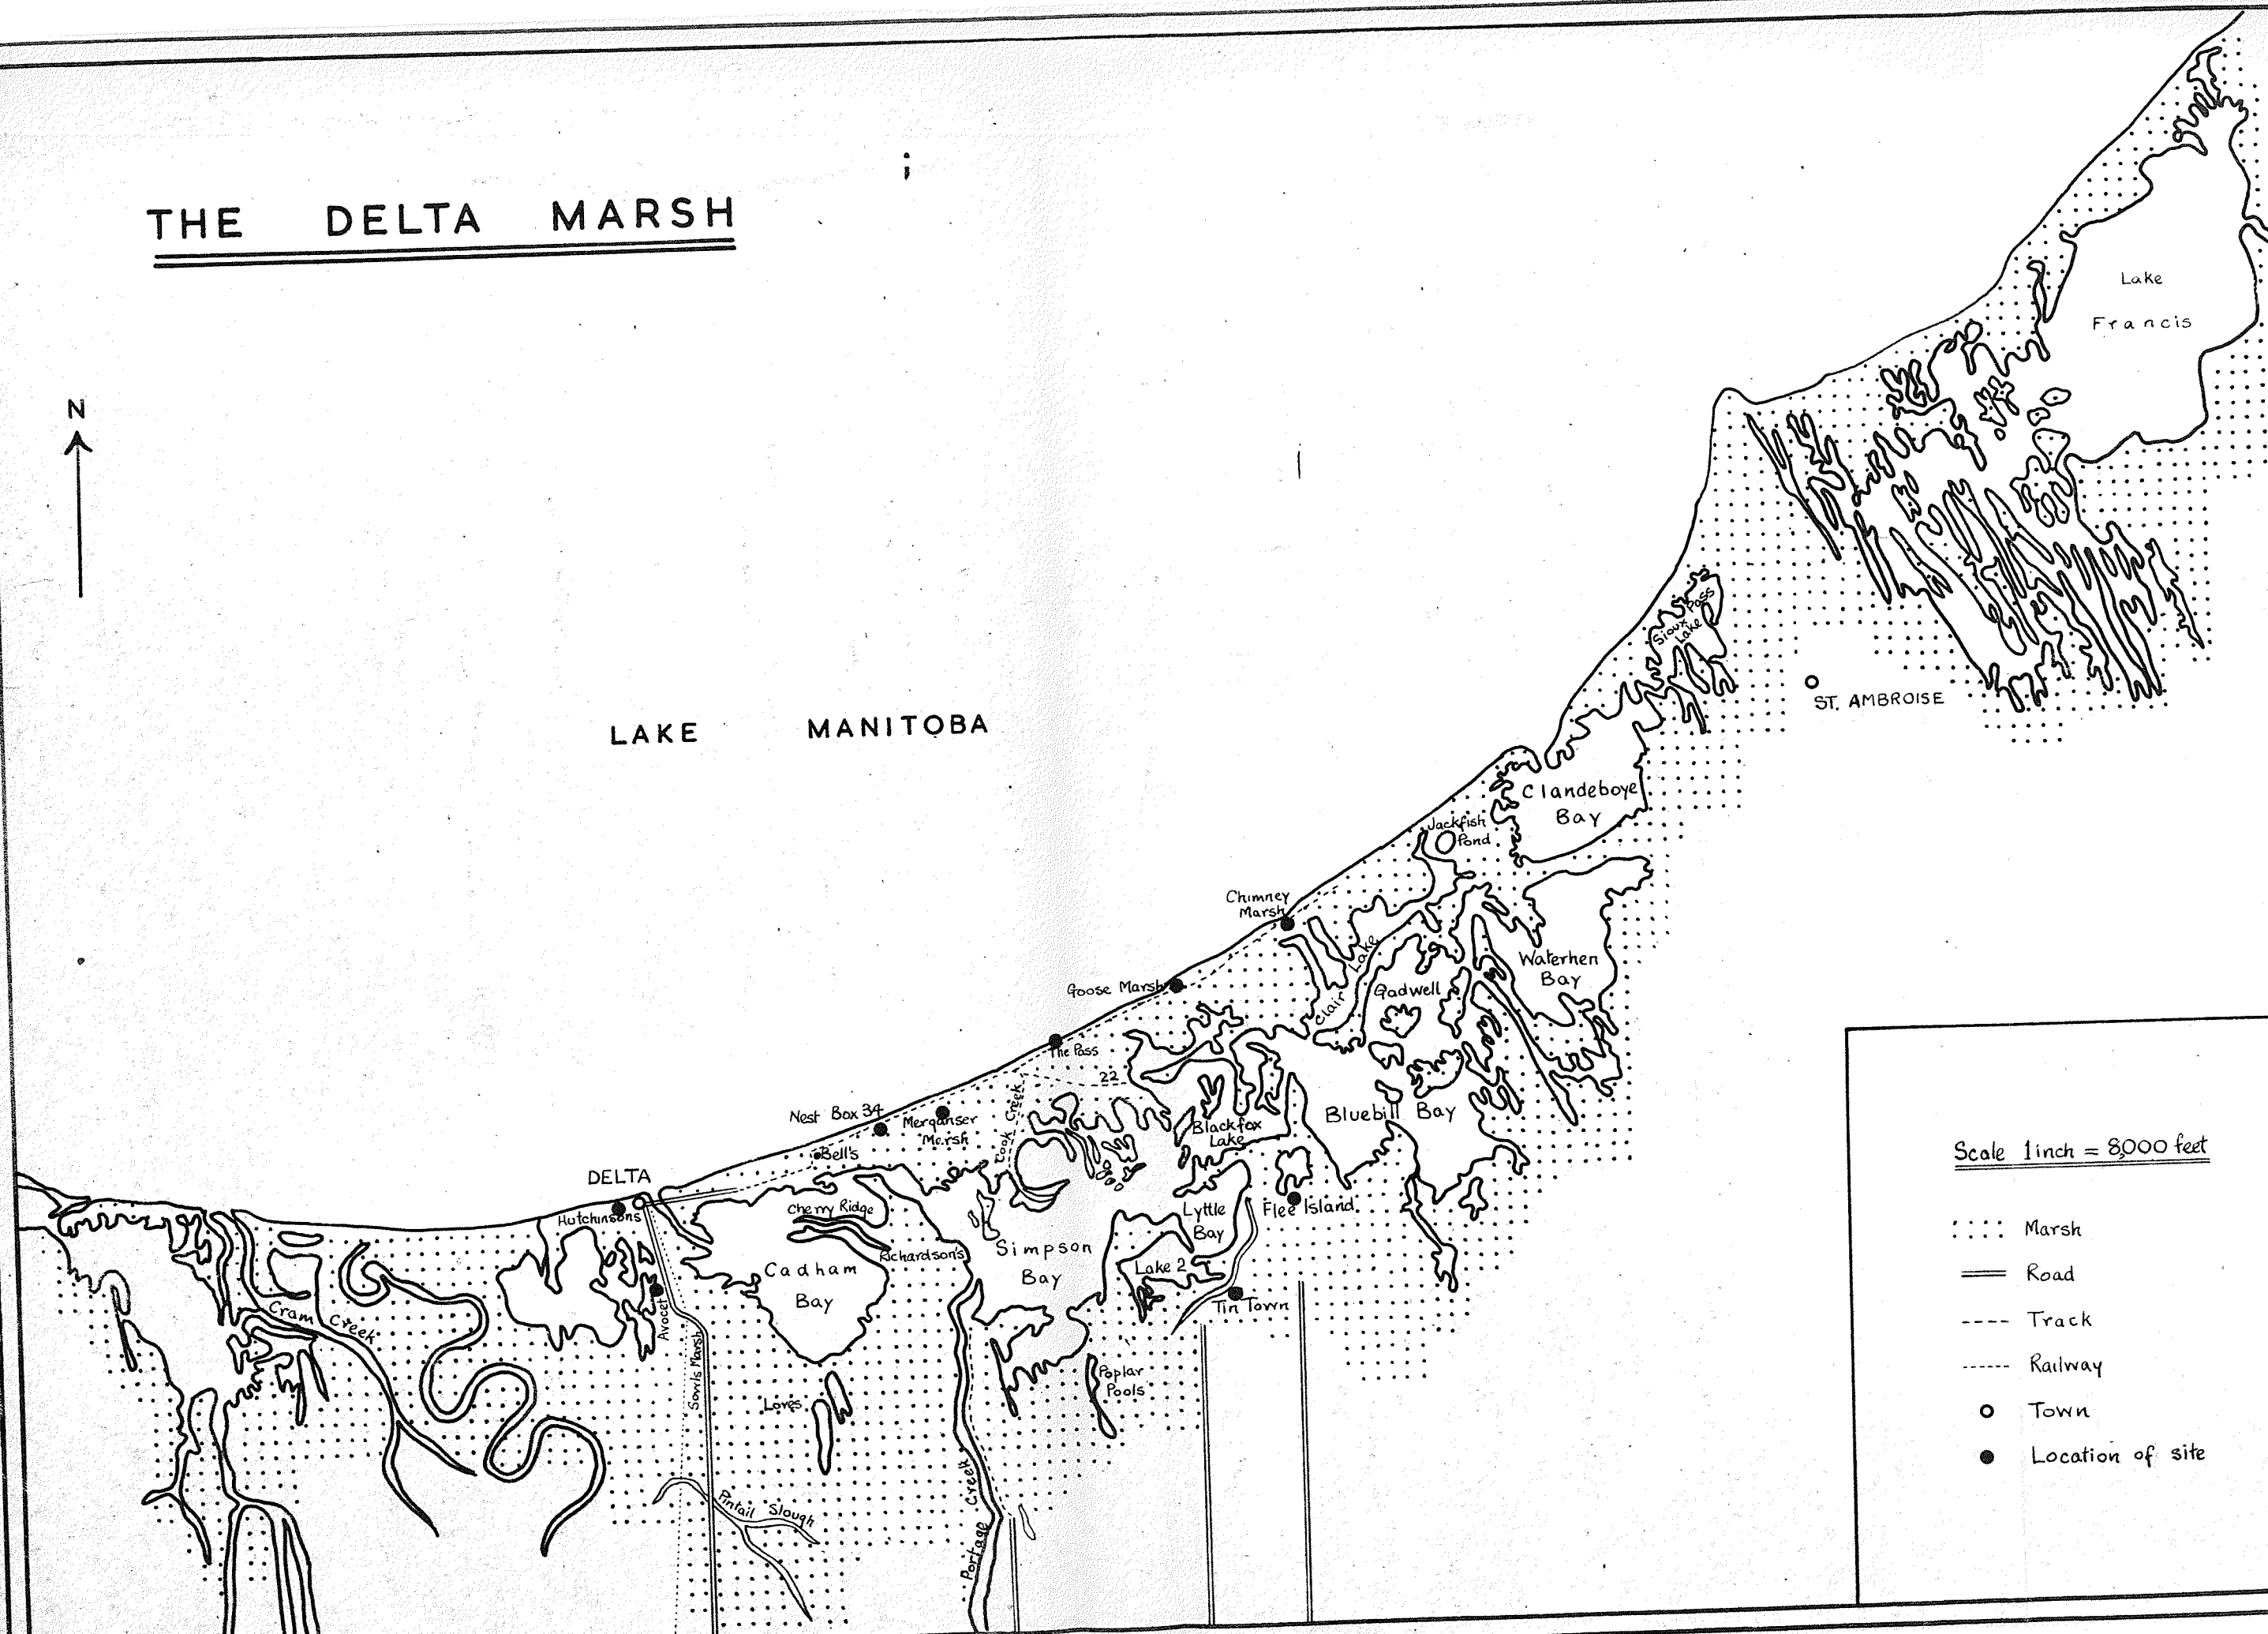 THE DELTA MARSH
N
Lake
Francis
Pass
Sioux
Lake
ST. AMBROISE
LAKE MANITOBA
Clandeboye
Bay
Jackfish
Pond
Chimney
Marsh
Clair Lake
Waterhen
Bay
Goose Marsh
Gadwell
The Pass
22
Cook Creek
Nest Box 34
Merganser
Marsh
Bell's
Blackfox
Lake
Bluebill Bay
DELTA
Hutchinsons
Cherry Ridge
Lyttle
Bay
Flee Island
Richardson's
Simpson
Bay
Cadham
Bay
Lake 2
Tin Town
Cram Creek
Avocet
Sowls Marsh
Poplar
Pools
Loves
Pintail Slough
Portage Creek
Scale 1 inch = 8,000 feet
Marsh
Road
Track
Railway
Town
Location of site